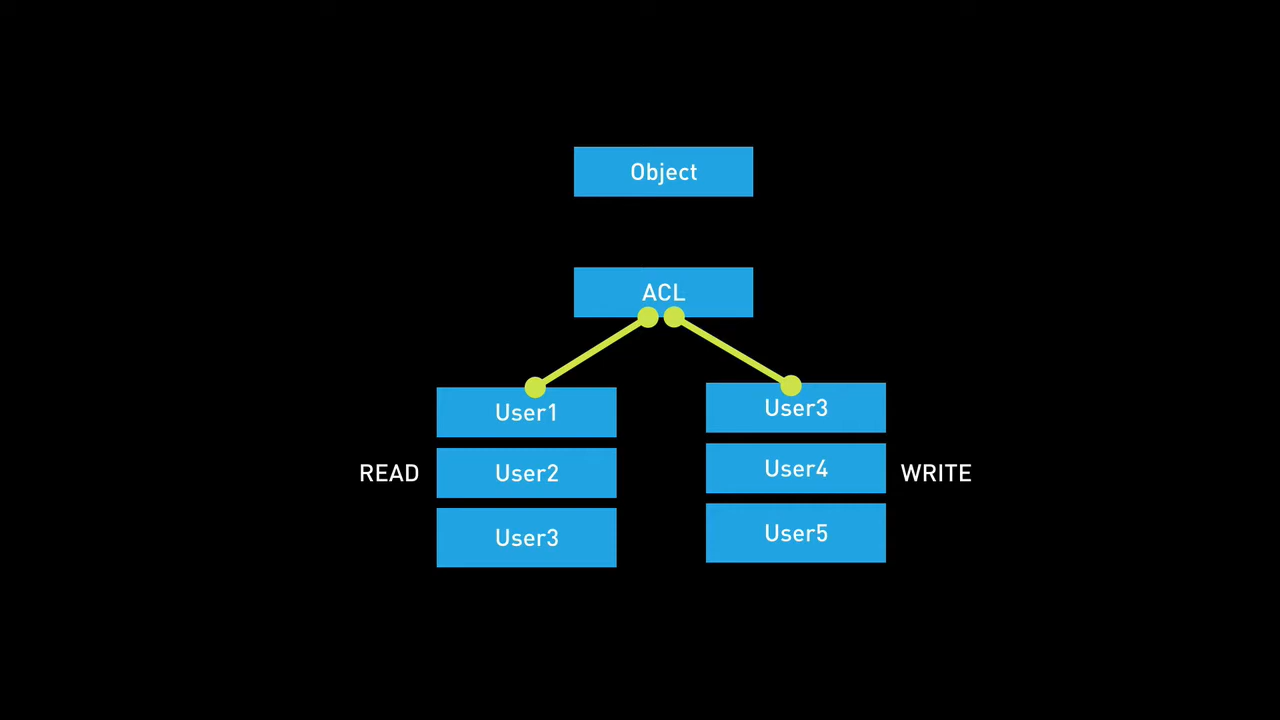 Object
ACL
User1
User2
User3
READ
User3
User4
User5
WRITE